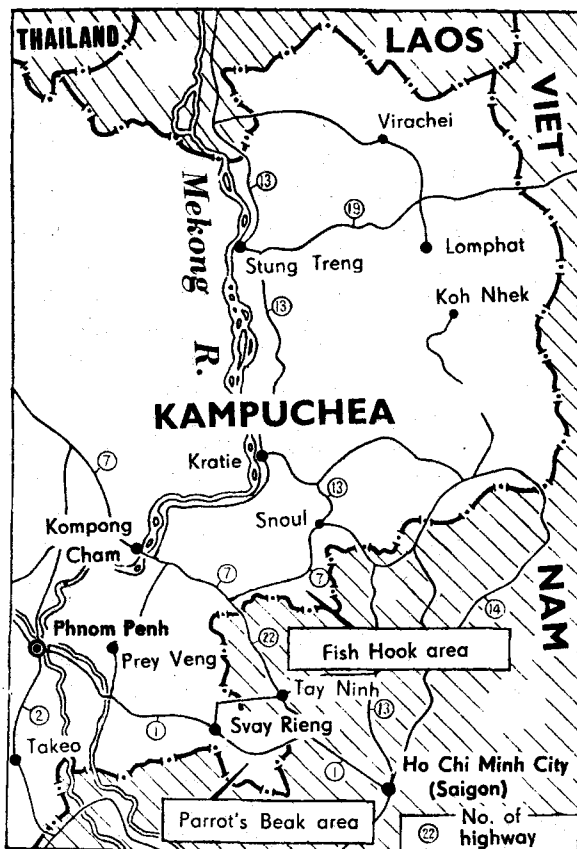 THAILAND
LAOS
VIET
NAM
Virachei
Mekong
R.
13
19
Stung Treng
Lomphat
13
Koh Nhek
KAMPUCHEA
7
Kratie
13
Snoul
Kompong
Cham
7
7
14
Phnom Penh
22
Fish Hook area
Prey Veng
Tay Ninh
2
13
1
Svay Rieng
Takeo
1
Ho Chi Minh City
(Saigon)
Parrot's Beak area
22 No. of
highway